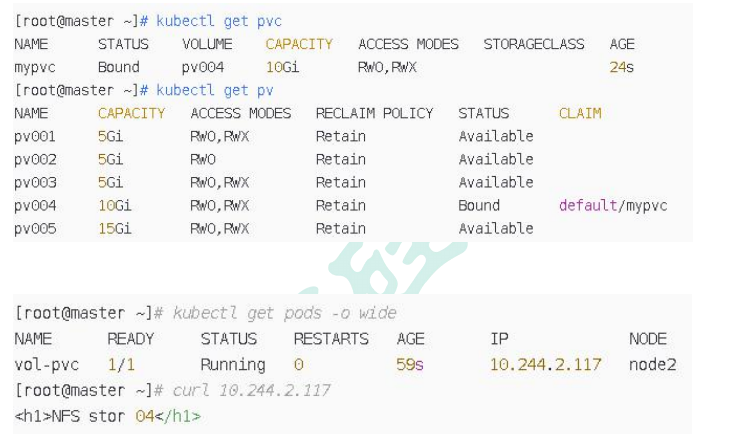 [root@master ~]# kubectl get pvc
NAME STATUS VOLUME CAPACITY ACCESS MODES STORAGECLASS AGE
mypvc Bound pv004 10Gi RWO,RWX 24s
[root@master ~]# kubectl get pv
NAME CAPACITY ACCESS MODES RECLAIM POLICY STATUS CLAIM
pv001 5Gi RWO,RWX Retain Available
pv002 5Gi RWO Retain Available
pv003 5Gi RWO,RWX Retain Available
pv004 10Gi RWO,RWX Retain Bound default/mypvc
pv005 15Gi RWO,RWX Retain Available
[root@master ~]# kubectl get pods -o wide
NAME READY STATUS RESTARTS AGE IP NODE
vol-pvc 1/1 Running 0 59s 10.244.2.117 node2
[root@master ~]# curl 10.244.2.117
<h1>NFS stor 04</h1>